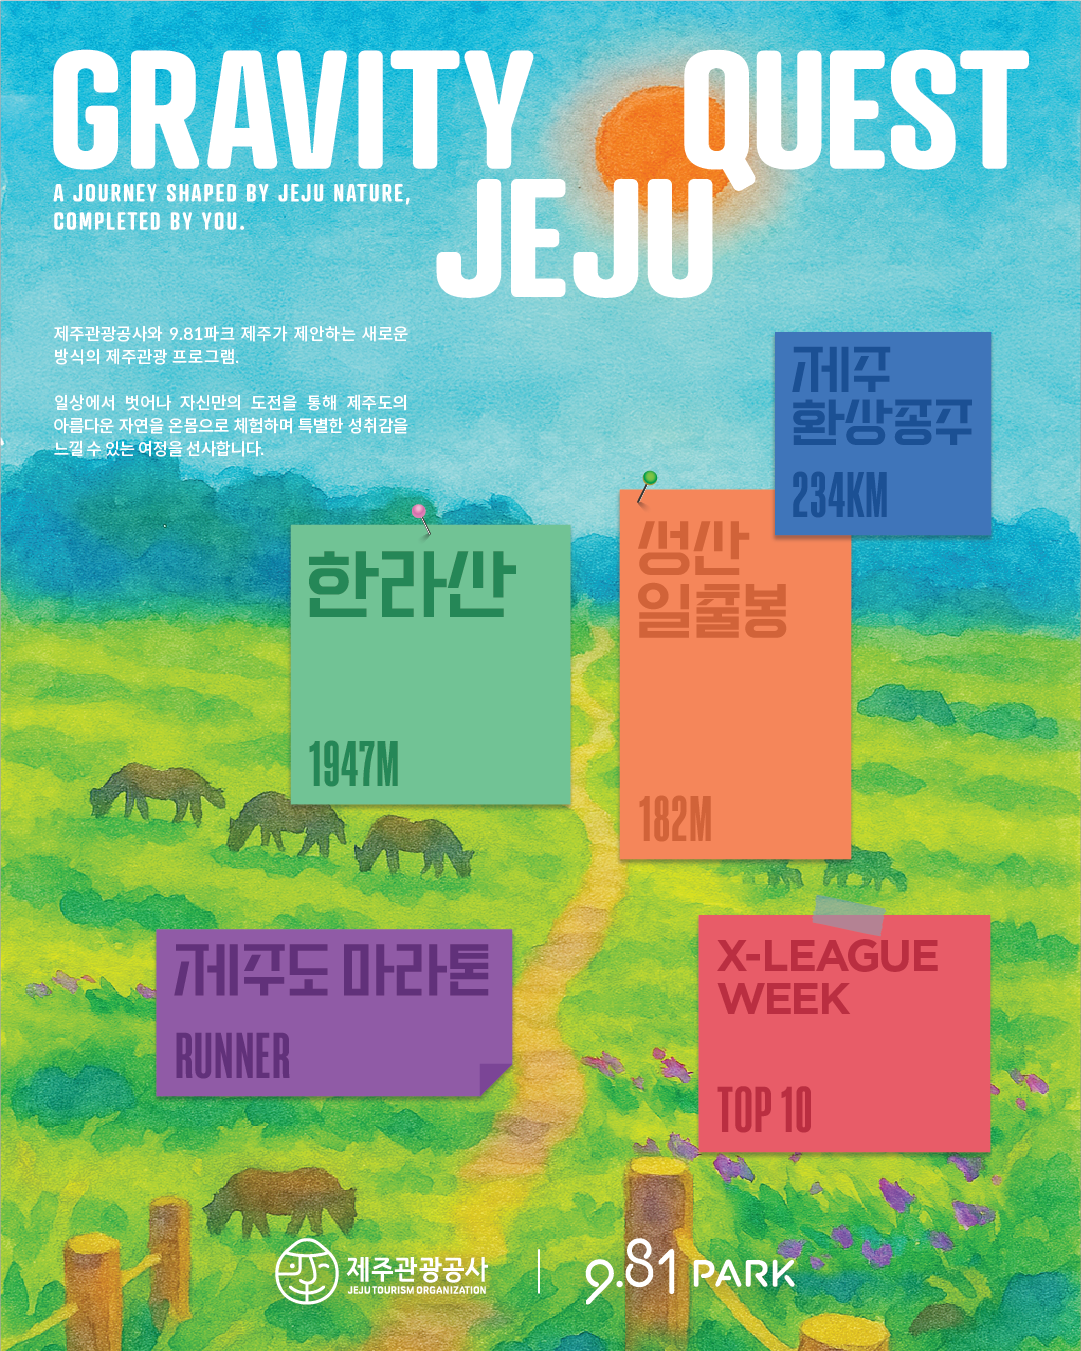 GRAVITY QUEST
JEJU
A JOURNEY SHAPED BY JEJU NATURE,
COMPLETED BY YOU.
제주관광공사와 9.81파크 제주가 제안하는 새로운
방식의 제주관광 프로그램.
일상에서 벗어나 자신만의 도전을 통해 제주도의
아름다운 자연을 온몸으로 체험하며 특별한 성취감을
느낄 수 있는 여정을 선사합니다.
제주
환상종주
234KM
한라산
1947M
성산
일출봉
182M
제주도 마라톤
RUNNER
X-LEAGUE
WEEK
TOP 10
제주관광공사
JEJU TOURISM ORGANIZATION
9.81 PARK